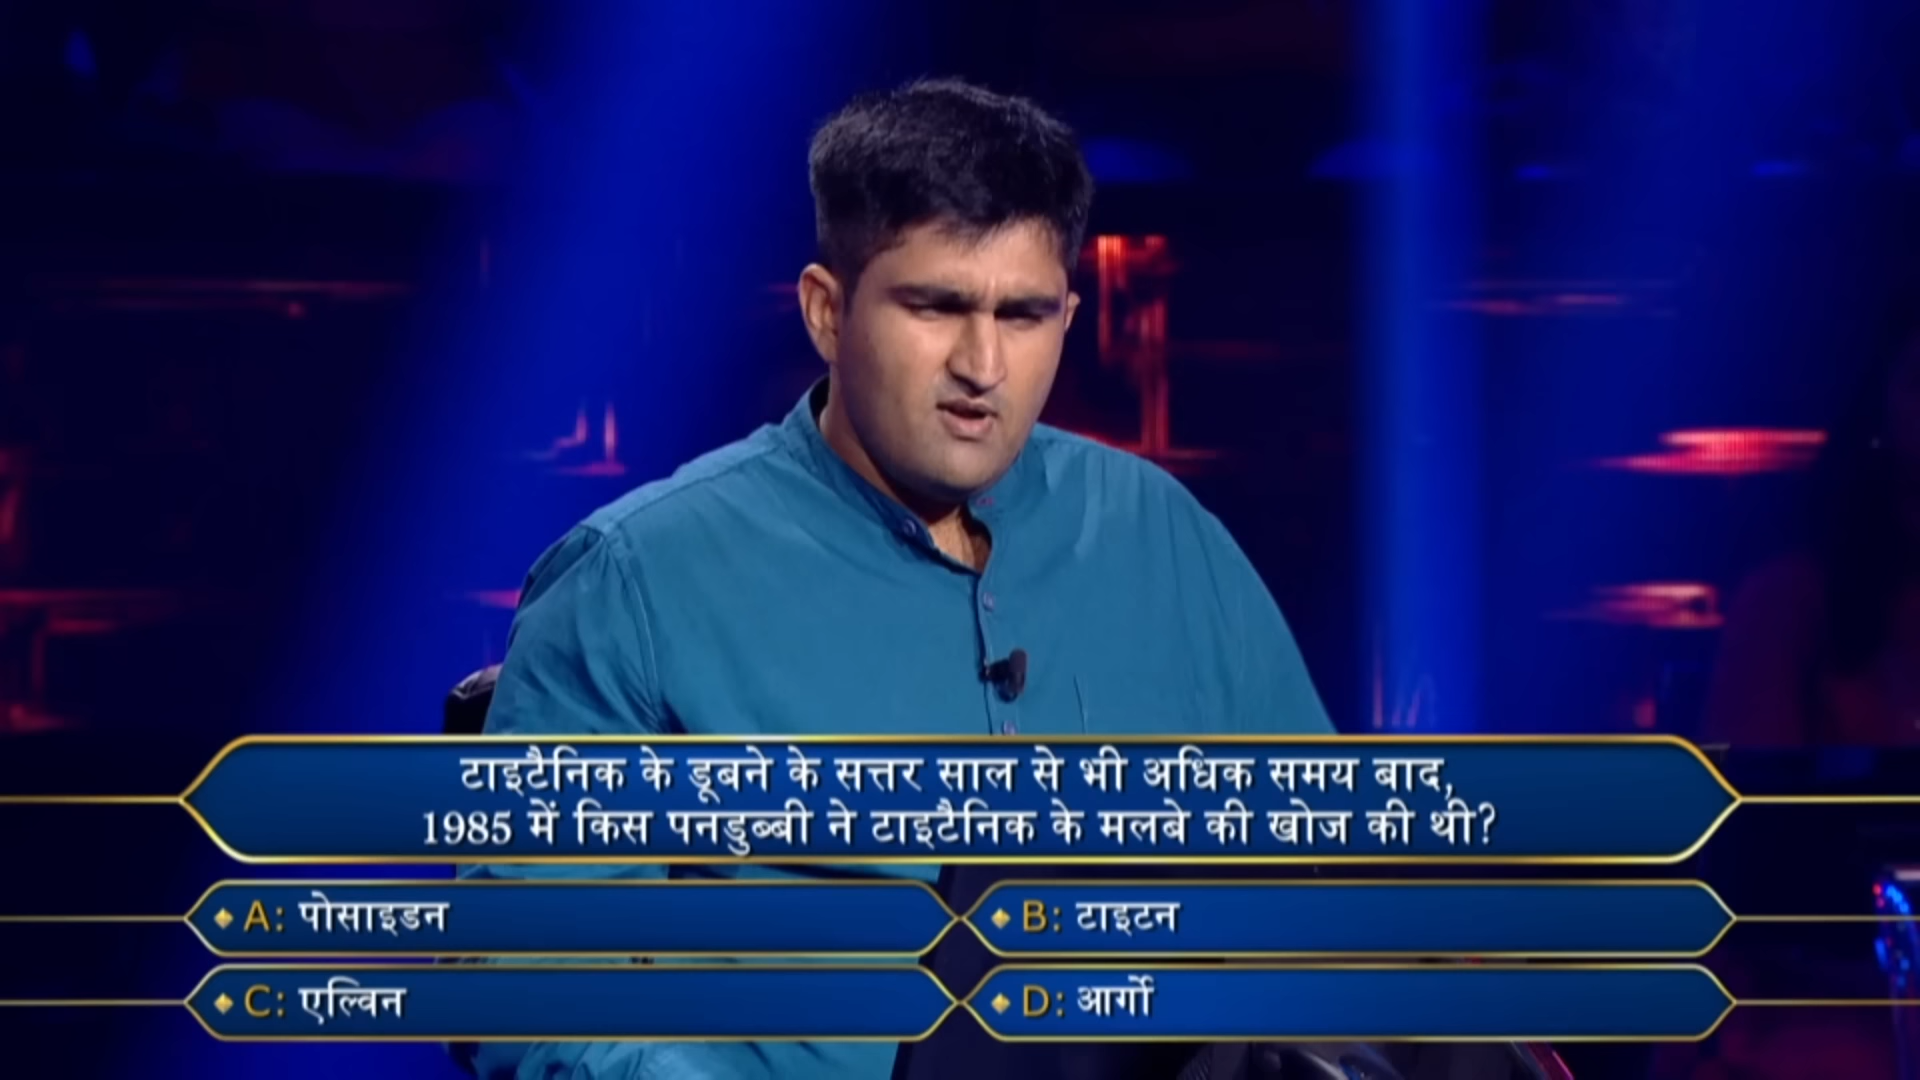 टाइटैनिक के डूबने के सत्तर साल से भी अधिक समय बाद,
1985 में किस पनडुब्बी ने टाइटैनिक के मलबे की खोज की थी?
A: पोसाइडन
B: टाइटन
C: एल्विन
D: आर्गो